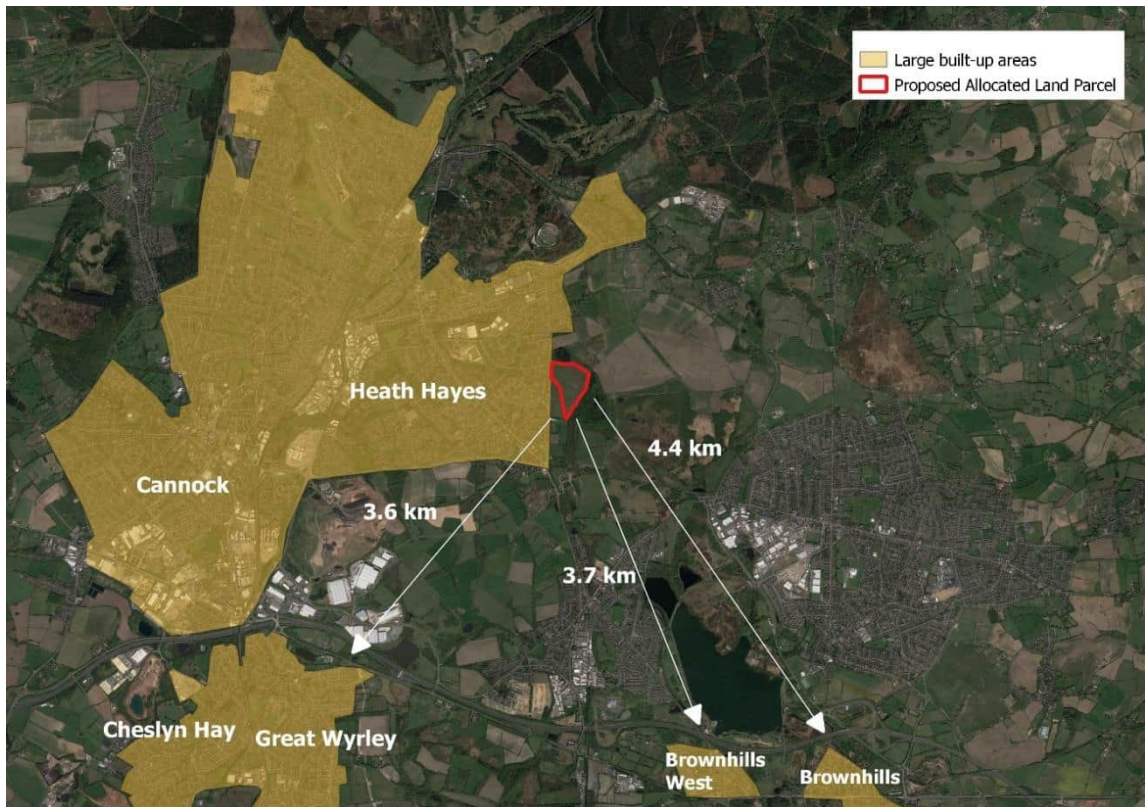 Large built-up areas
Proposed Allocated Land Parcel
Heath Hayes
4.4 km
Cannock
3.6 km
3.7 km
Cheslyn Hay
Great Wyrley
Brownhills
West
Brownhills